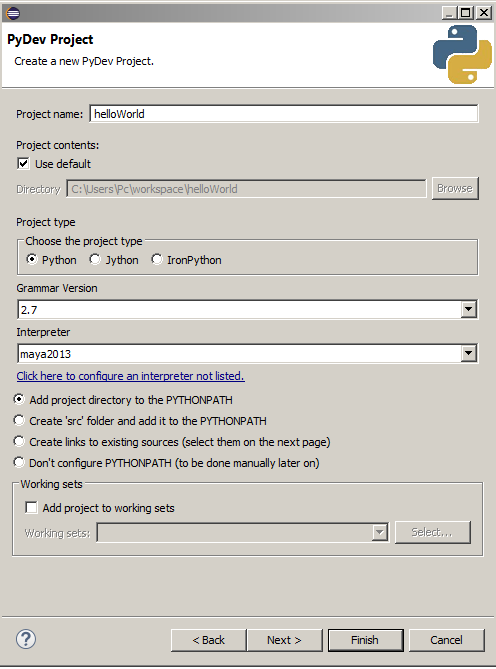 PyDev Project
Create a new PyDev Project.
Project name: helloWorld
Project contents:
Use default
Directory C:\Users\Pc\workspace\helloWorld Browse
Project type
Choose the project type
Python Jython IronPython
Grammar Version
2.7
Interpreter
maya2013
Click here to configure an interpreter not listed.
Add project directory to the PYTHONPATH
Create 'src' folder and add it to the PYTHONPATH
Create links to existing sources (select them on the next page)
Don't configure PYTHONPATH (to be done manually later on)
Working sets
Add project to working sets
Working sets: Select...
? < Back Next > Finish Cancel